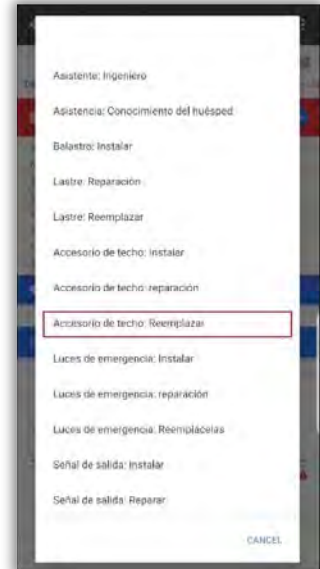 Asistente: Ingeniero
Asistencia: Conocimiento del huésped
Balastro: Instalar
Lastre: Reparación
Lastre: Reemplazar
Accesorio de techo: Instalar
Accesorio de techo: reparación
Accesorio de techo: Reemplazar
Luces de emergencia: Instalar
Luces de emergencia: reparación
Luces de emergencia: Reemplácelas
Señal de salida: Instalar
Señal de salida: Reparar
CANCEL